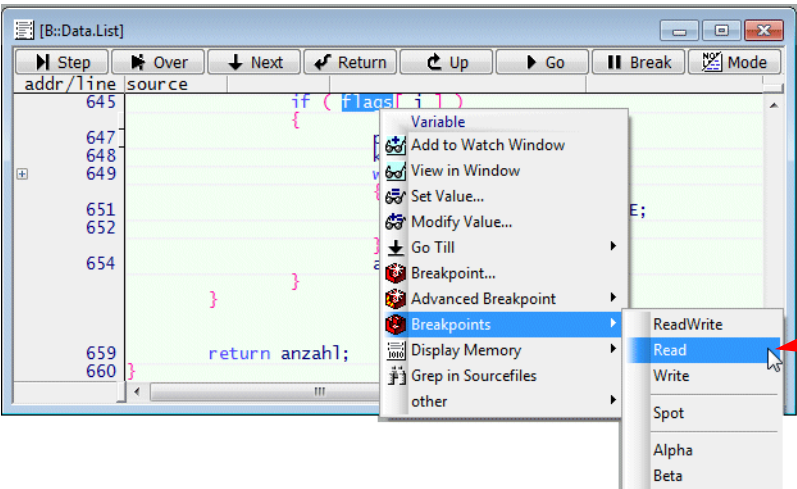 [B::Data.List]
Step Over Next Return Up Go Break Mode
addr/line source
645 if ( flags[ i ] )
{
647
648
649
{
651 E;
652
}
654
}
}
659 return anzahl;
660 }
Variable
Add to Watch Window
View in Window
Set Value...
Modify Value...
Go Till
Breakpoint...
Advanced Breakpoint
Breakpoints
Display Memory
Grep in Sourcefiles
other
ReadWrite
Read
Write
Spot
Alpha
Beta